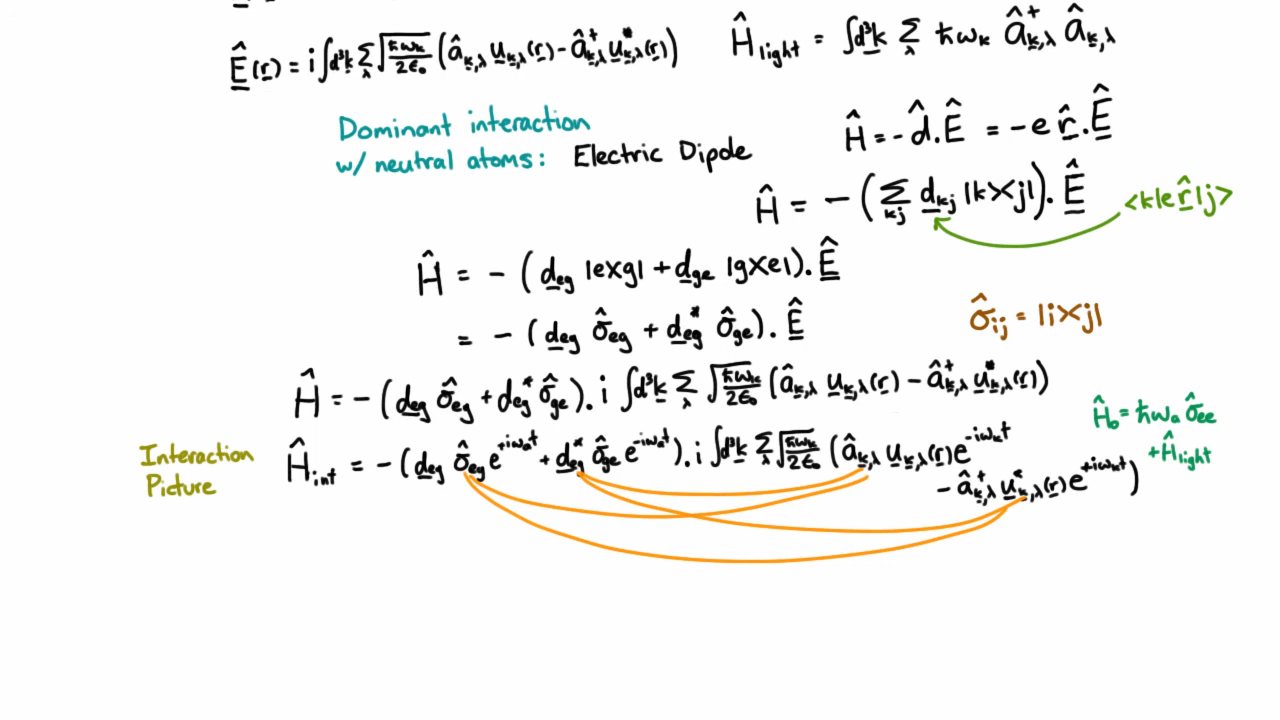 Ê(r) = i ∫d³k Σ_λ √(ħω_k/2ε₀) (â_k,λ u_k,λ(r) − â†_k,λ u*_k,λ(r))
Ĥ_light = ∫d³k Σ_λ ħω_k â†_k,λ â_k,λ
Dominant interaction
w/ neutral atoms: Electric Dipole
Ĥ = - d̂.Ê = -e r̂.Ê
Ĥ = - (Σ_kj d_kj |k><j|). Ê
<k|e r̂|j>
Ĥ = - (d_eg |e><g| + d_ge |g><e|). Ê
= - (d_eg σ̂_eg + d*_eg σ̂_ge). Ê
σ̂_ij = |i><j|
Ĥ = - (d_eg σ̂_eg + d_eg* σ̂_ge). i ∫d³k Σ_λ √(ħω_k/2ε₀) (â_k,λ u_k,λ(r) − â†_k,λ u*_k,λ(r))
Interaction
Picture
Ĥ_int = - (d_eg σ̂_eg e^{+iω_a t} + d*_eg σ̂_ge e^{-iω_a t}). i ∫d³k Σ_λ √(ħω_k/2ε₀) (â_k,λ u_k,λ(r) e^{-iω_k t}
- â†_k,λ u*_k,λ(r) e^{+iω_k t})
Ĥ₀ = ħω_a σ̂_ee
+Ĥ_light